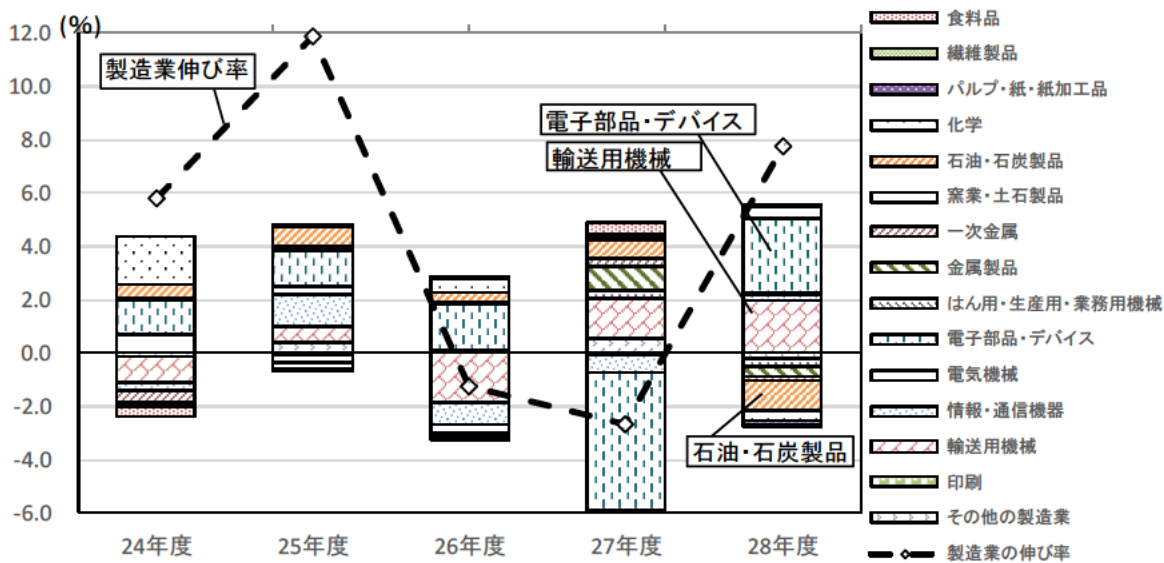 (%)
12.0
10.0
8.0
6.0
4.0
2.0
0.0
-2.0
-4.0
-6.0
製造業伸び率
電子部品・デバイス
輸送用機械
石油・石炭製品
24年度
25年度
26年度
27年度
28年度
食料品
繊維製品
パルプ・紙・紙加工品
化学
石油・石炭製品
窯業・土石製品
一次金属
金属製品
はん用・生産用・業務用機械
電子部品・デバイス
電気機械
情報・通信機器
輸送用機械
印刷
その他の製造業
製造業の伸び率